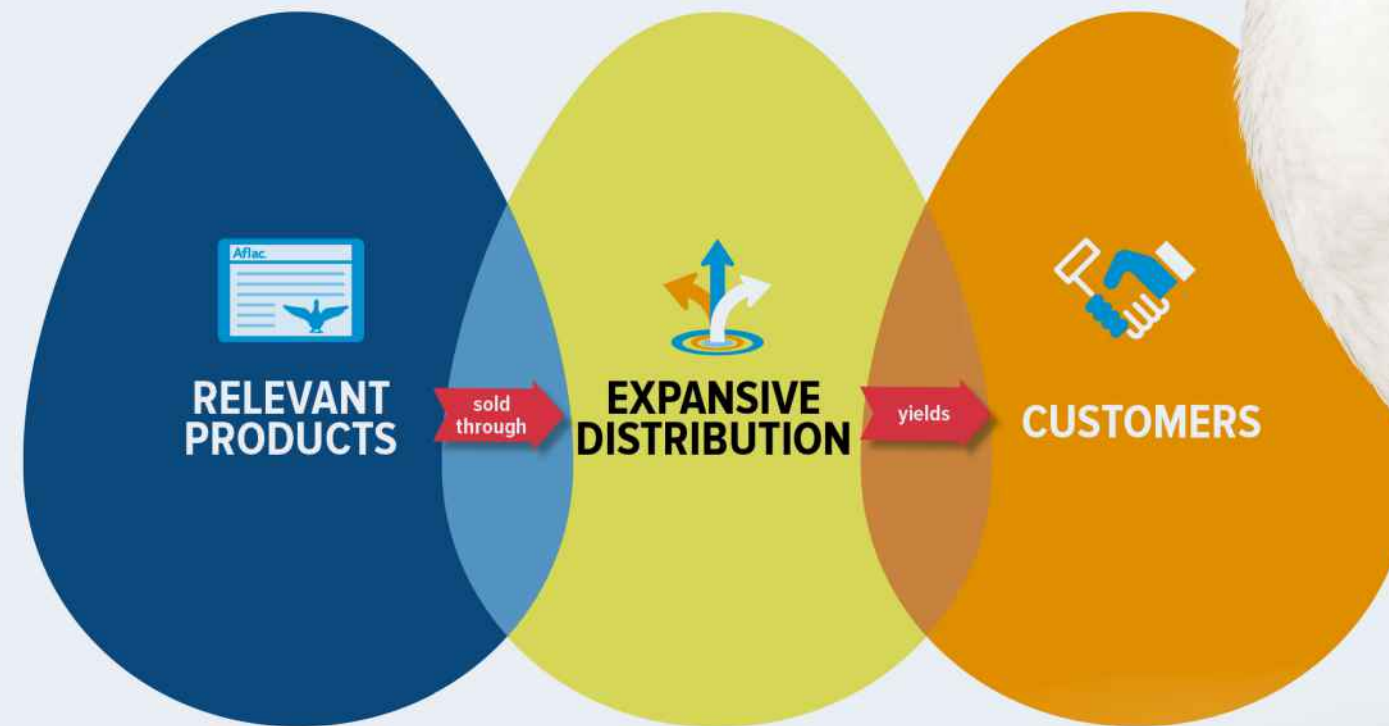 Aflac
RELEVANT
PRODUCTS
sold
through
EXPANSIVE
DISTRIBUTION
yields
CUSTOMERS